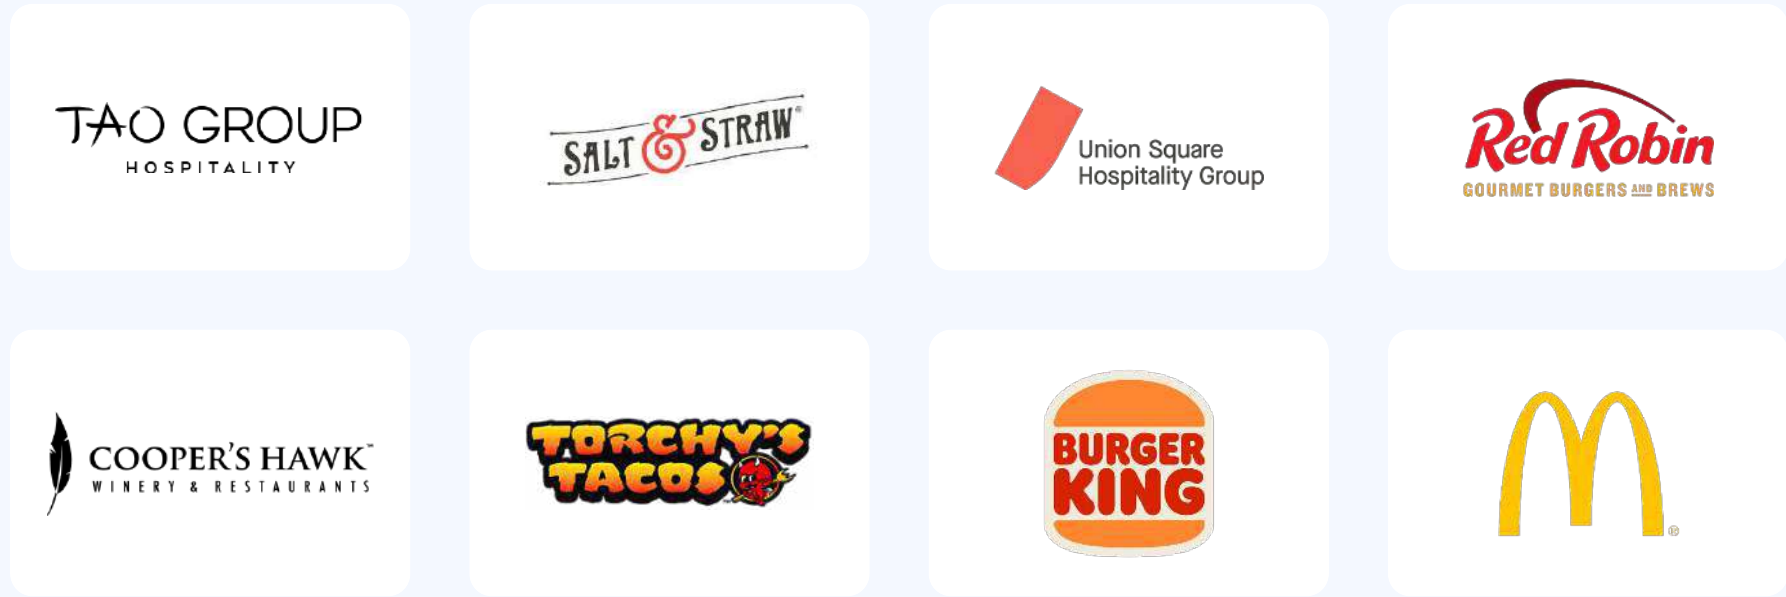 TAO GROUP
HOSPITALITY
SALT & STRAW®
Union Square
Hospitality Group
Red Robin
GOURMET BURGERS AND BREWS
COOPER'S HAWK™
WINERY & RESTAURANTS
TORCHY'S
TACOS
BURGER
KING
M®